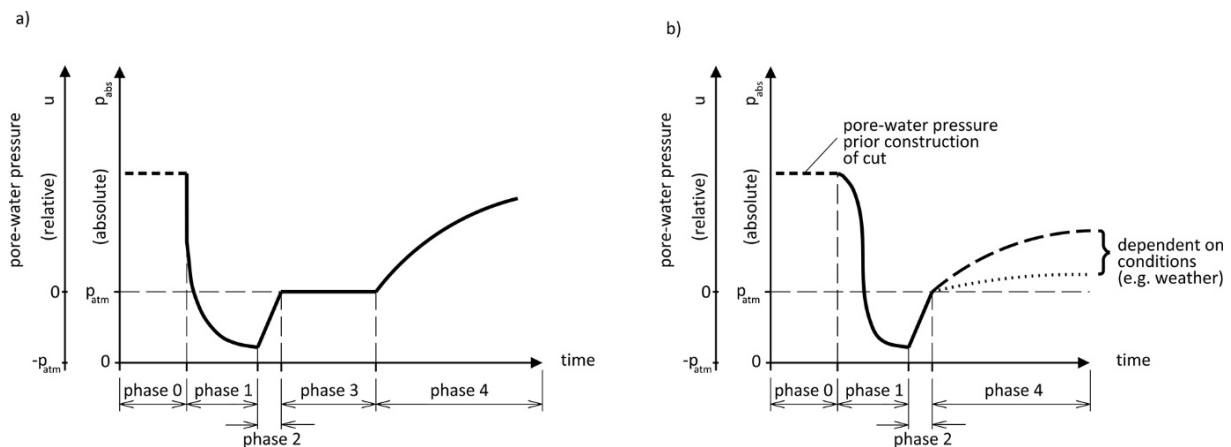 a)
pore-water pressure
(relative) u
(absolute) p_abs
0
-p_atm
p_atm
0
time
phase 0
phase 1
phase 3
phase 4
phase 2
b)
pore-water pressure
(relative) u
(absolute) p_abs
pore-water pressure
prior construction
of cut
dependent on
conditions
(e.g. weather)
0
-p_atm
p_atm
0
time
phase 0
phase 1
phase 4
phase 2